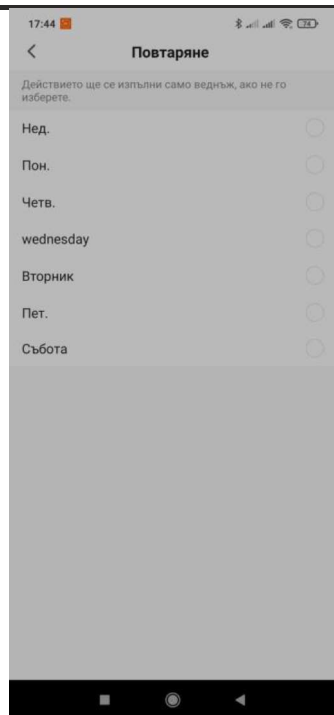 17:44
74
Повтаряне
Действието ще се изпълни само веднъж, ако не го
изберете.
Нед.
Пон.
Четв.
wednesday
Вторник
Пет.
Събота